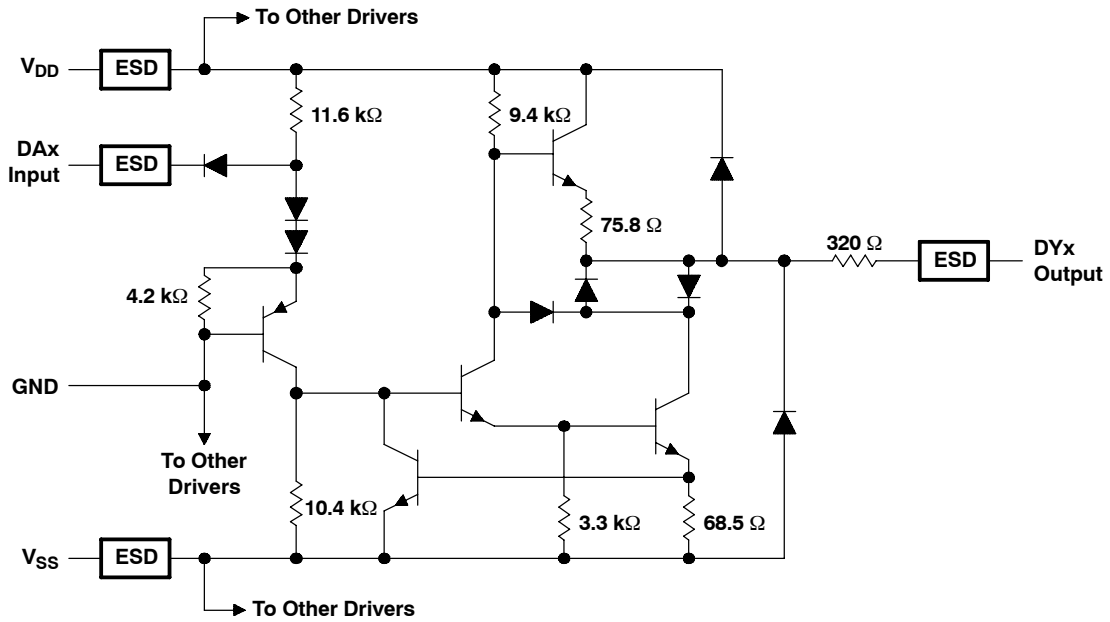 To Other Drivers
VDD
ESD
11.6 kΩ
9.4 kΩ
DAx
Input
ESD
75.8 Ω
320 Ω
ESD
DYx
Output
4.2 kΩ
GND
To Other
Drivers
10.4 kΩ
3.3 kΩ
68.5 Ω
VSS
ESD
To Other Drivers